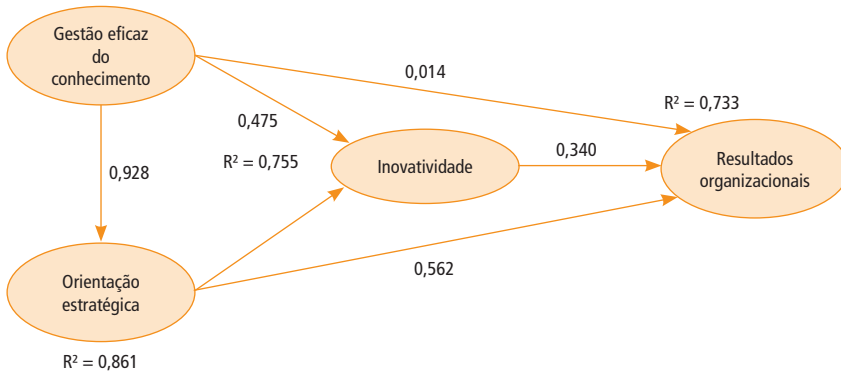 Gestão eficaz
do
conhecimento
0,014
R² = 0,733
0,475
R² = 0,755
Inovatividade
0,340
Resultados
organizacionais
0,928
0,562
Orientação
estratégica
R² = 0,861